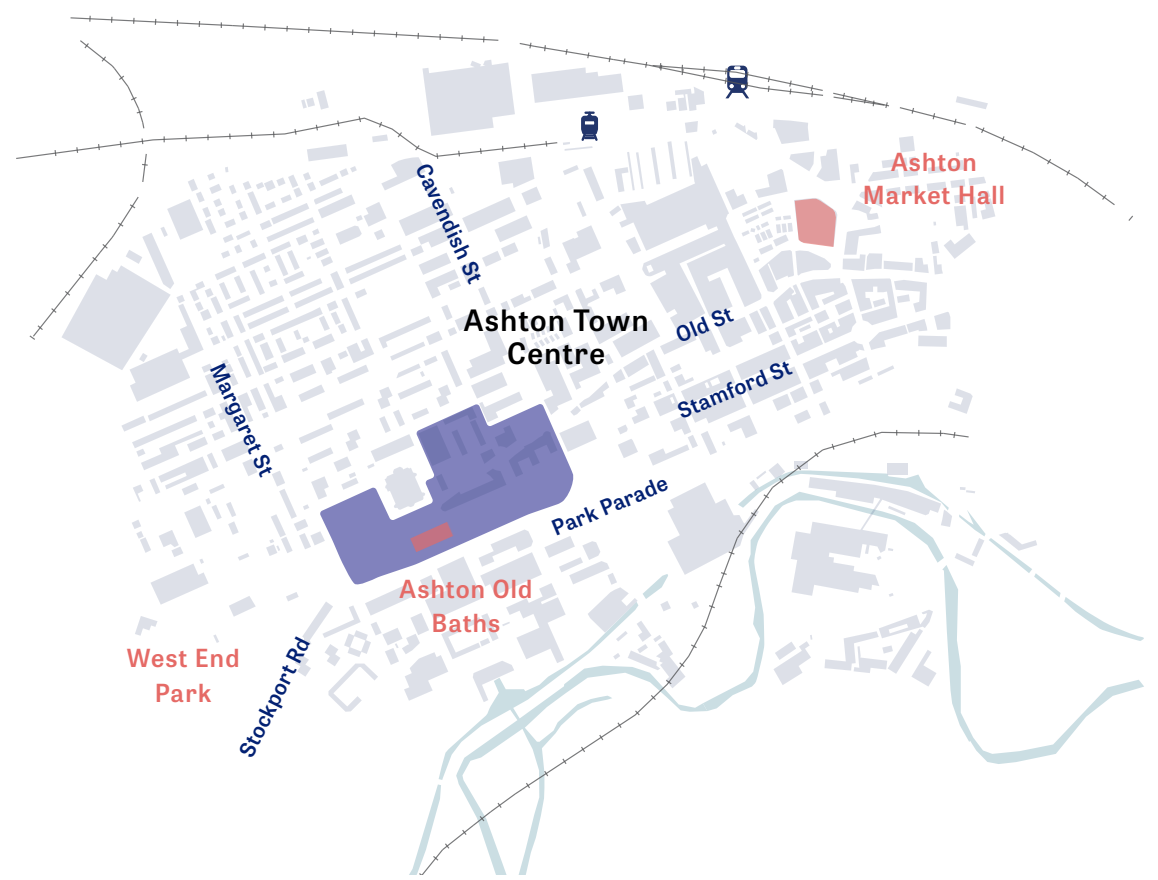 Ashton
Market Hall
Cavendish St
Ashton Town
Centre
Old St
Stamford St
Margaret St
Park Parade
Ashton Old
Baths
West End
Park
Stockport Rd